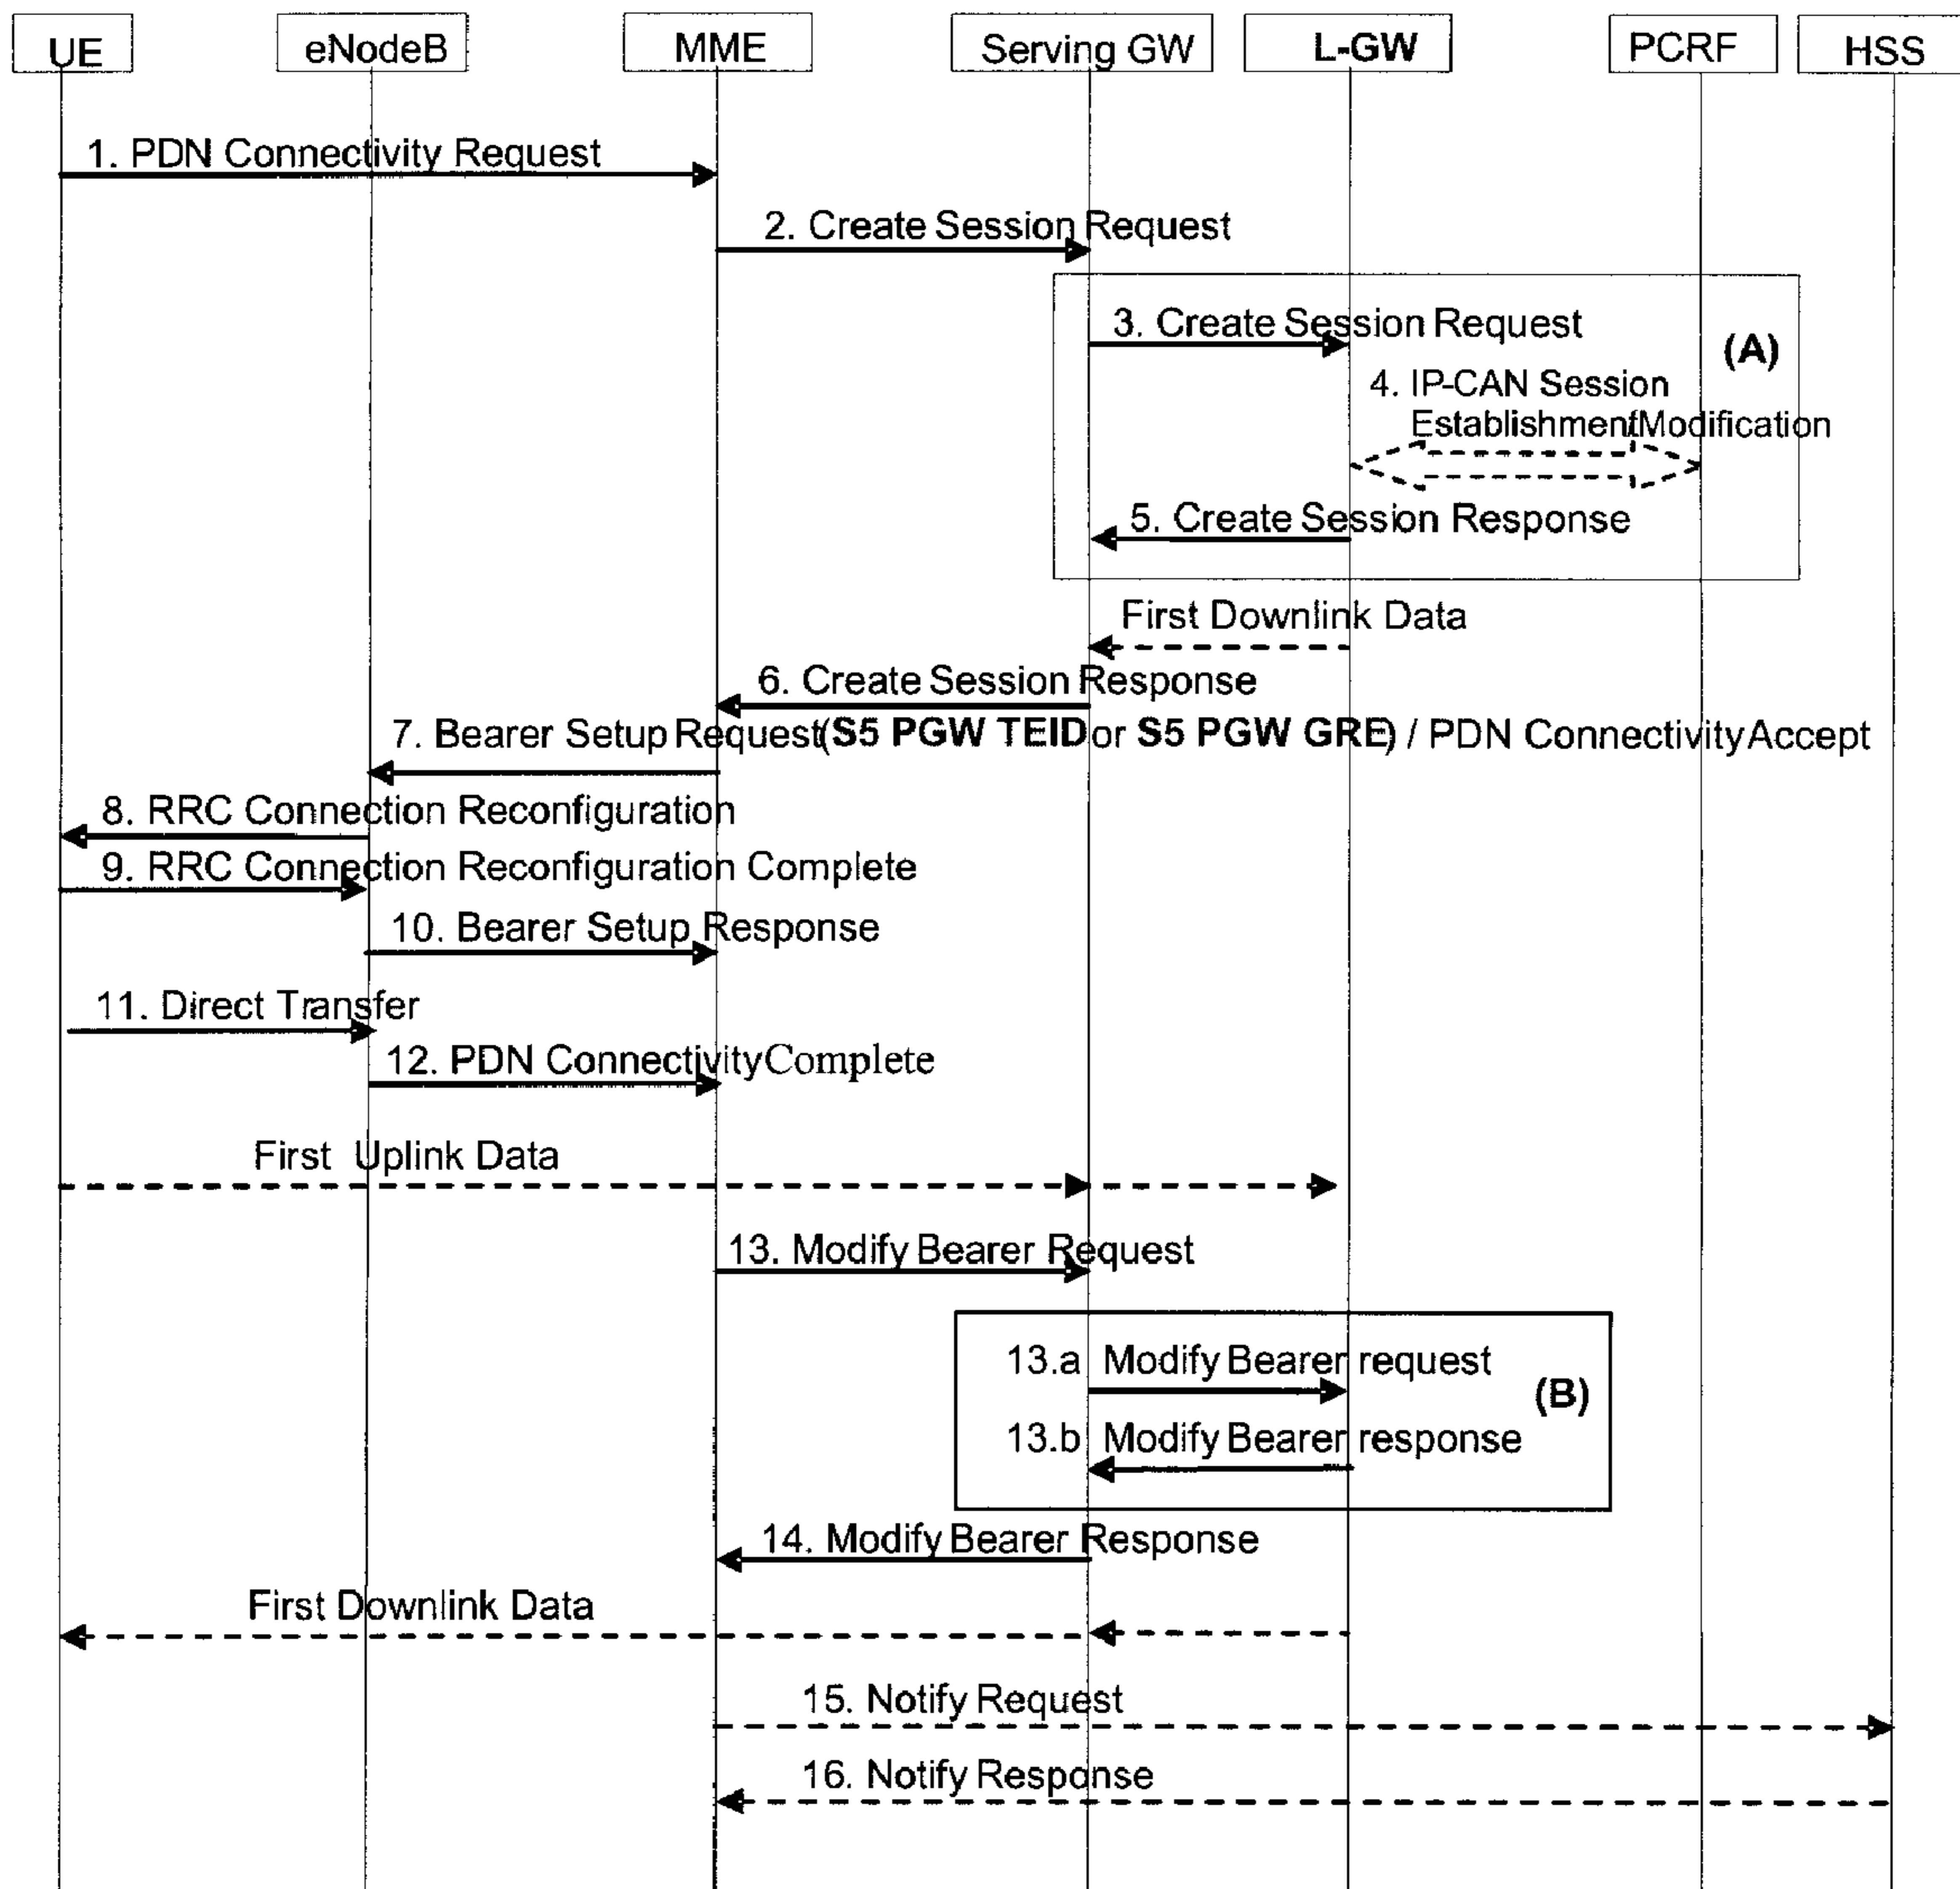 UE eNodeB MME Serving GW L-GW PCRF HSS
1. PDN Connectivity Request
2. Create Session Request
3. Create Session Request
(A)
4. IP-CAN Session
Establishment/Modification
5. Create Session Response
First Downlink Data
6. Create Session Response
7. Bearer Setup Request (S5 PGW TEID or S5 PGW GRE) / PDN Connectivity Accept
8. RRC Connection Reconfiguration
9. RRC Connection Reconfiguration Complete
10. Bearer Setup Response
11. Direct Transfer
12. PDN Connectivity Complete
First Uplink Data
13. Modify Bearer Request
13.a Modify Bearer request
(B)
13.b Modify Bearer response
14. Modify Bearer Response
First Downlink Data
15. Notify Request
16. Notify Response